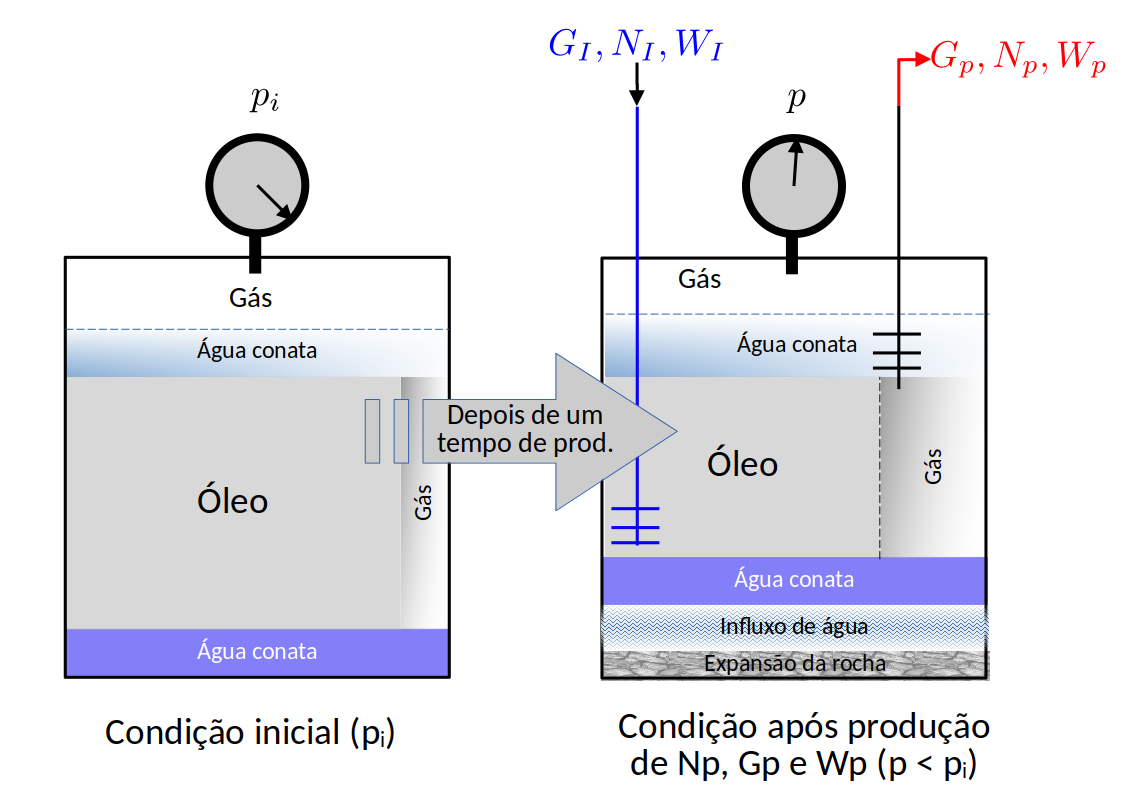 G_I, N_I, W_I
G_p, N_p, W_p
p_i
p
Gás
Água conata
Óleo
Gás
Água conata
Depois de um
tempo de prod.
Gás
Água conata
Óleo
Gás
Água conata
Influxo de água
Expansão da rocha
Condição inicial (pᵢ)
Condição após produção
de Np, Gp e Wp (p < pᵢ)